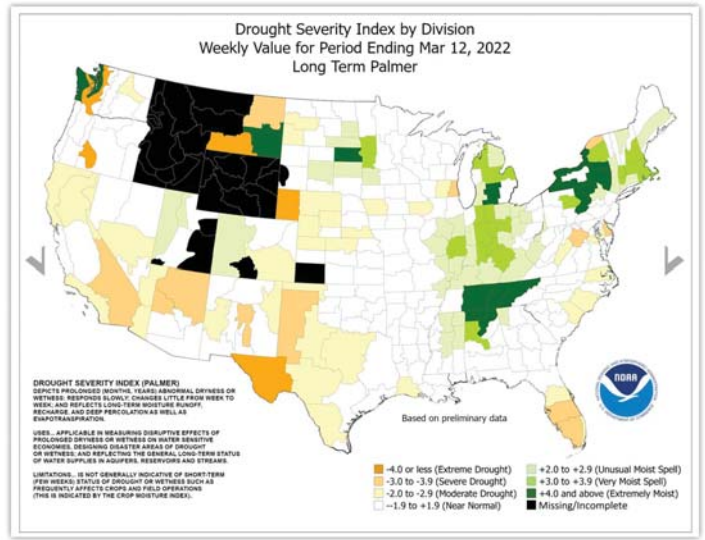 Drought Severity Index by Division
Weekly Value for Period Ending Mar 12, 2022
Long Term Palmer
DROUGHT SEVERITY INDEX (PALMER)
DEPICTS PROLONGED (MONTHS, YEARS) ABNORMAL DRYNESS OR
WETNESS; RESPONDS SLOWLY; CHANGES LITTLE FROM WEEK TO
WEEK; AND REFLECTS LONG-TERM MOISTURE RUNOFF,
RECHARGE, AND DEEP PERCOLATION AS WELL AS
EVAPOTRANSPIRATION.
USES... APPLICABLE IN MEASURING DISRUPTIVE EFFECTS OF
PROLONGED DRYNESS OR WETNESS ON WATER SENSITIVE
ECONOMIES, DESIGNING DISASTER AREAS OF DROUGHT
OR WETNESS; AND REFLECTING THE GENERAL LONG-TERM STATUS
OF WATER SUPPLIES IN AQUIFERS, RESERVOIRS AND STREAMS.
LIMITATIONS... IS NOT GENERALLY INDICATIVE OF SHORT-TERM
(FEW WEEKS) STATUS OF DROUGHT OR WETNESS SUCH AS
FREQUENTLY AFFECTS CROPS AND FIELD OPERATIONS
(THIS IS INDICATED BY THE CROP MOISTURE INDEX).
Based on preliminary data
NOAA
-4.0 or less (Extreme Drought)
-3.0 to -3.9 (Severe Drought)
-2.0 to -2.9 (Moderate Drought)
--1.9 to +1.9 (Near Normal)
+2.0 to +2.9 (Unusual Moist Spell)
+3.0 to +3.9 (Very Moist Spell)
+4.0 and above (Extremely Moist)
Missing/Incomplete